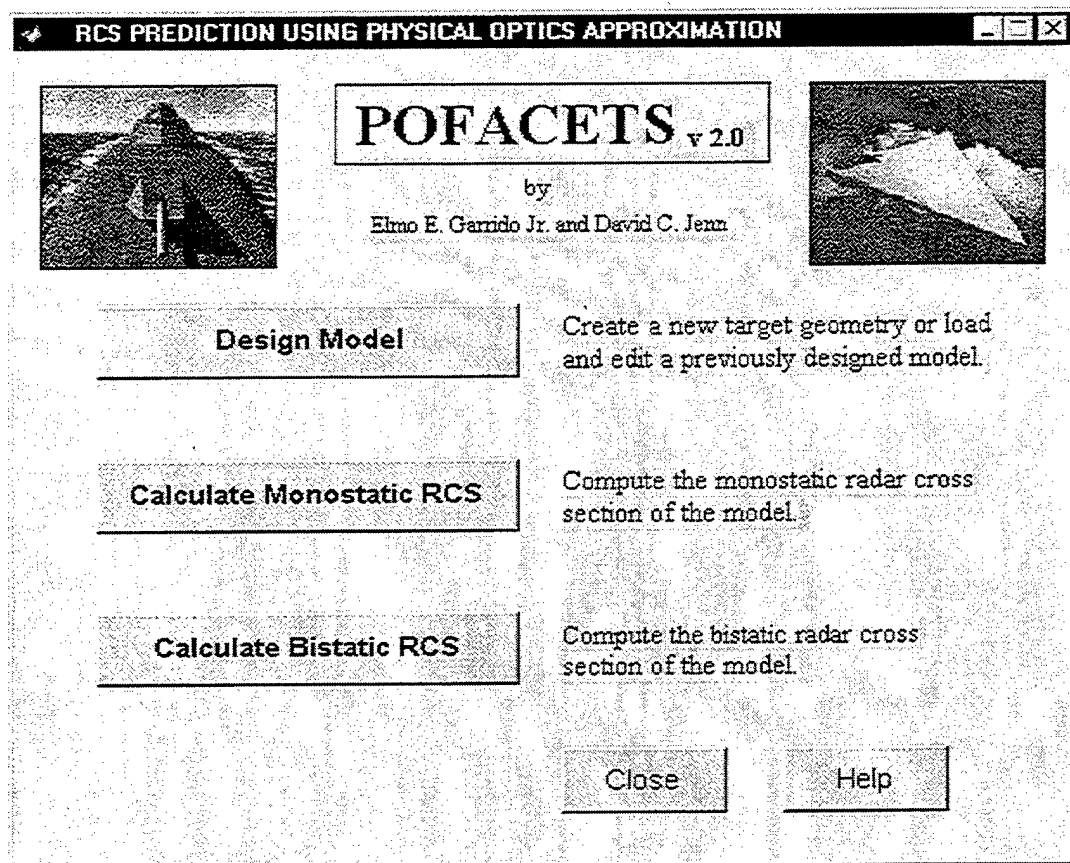 RCS PREDICTION USING PHYSICAL OPTICS APPROXIMATION
POFACETS v 2.0
by
Elmo E. Garrido Jr. and David C. Jenn
Design Model
Create a new target geometry or load
and edit a previously designed model.
Calculate Monostatic RCS
Compute the monostatic radar cross
section of the model.
Calculate Bistatic RCS
Compute the bistatic radar cross
section of the model.
Close
Help